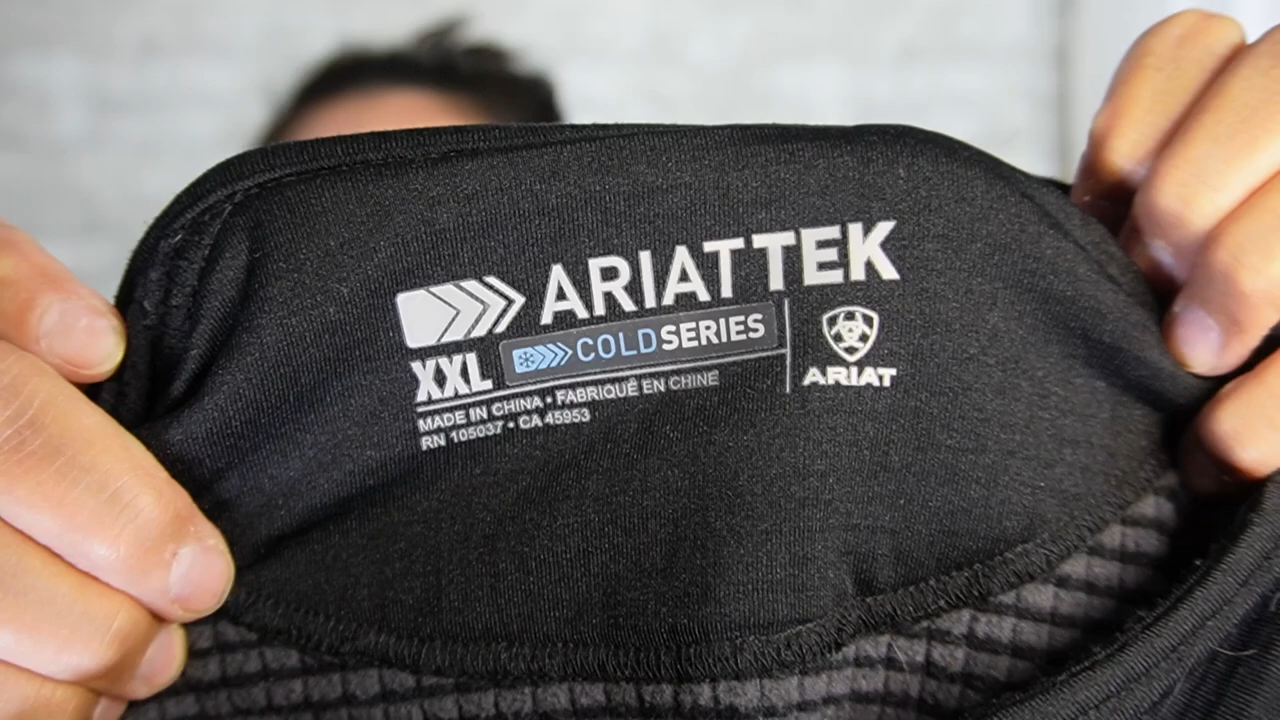 ARIATTEK
XXL COLDSERIES
ARIAT
MADE IN CHINA • FABRIQUÉ EN CHINE
RN 105037 • CA 45953